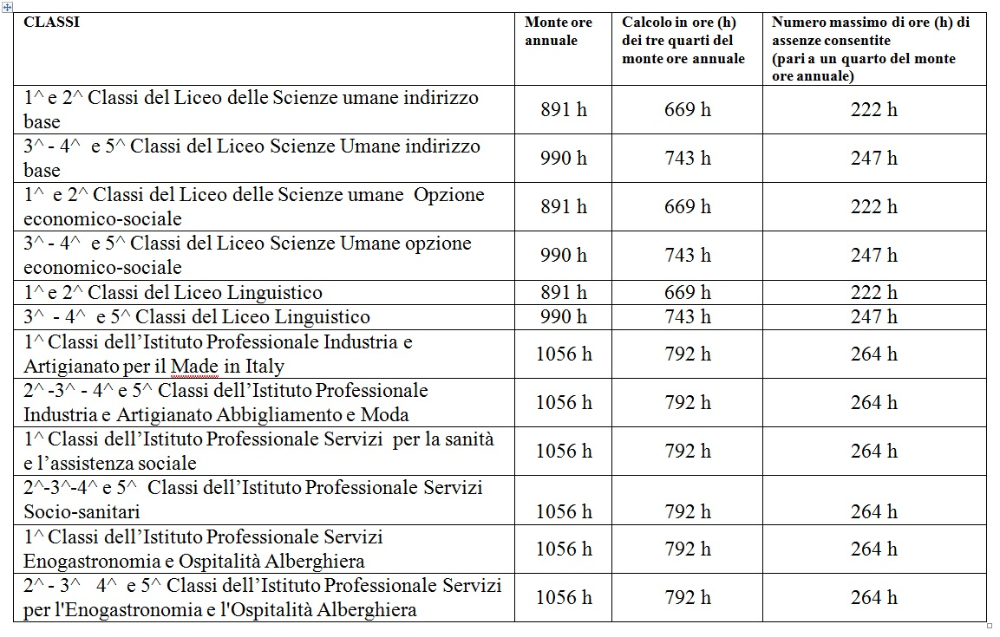 CLASSI
Monte ore
annuale
Calcolo in ore (h)
dei tre quarti del
monte ore annuale
Numero massimo di ore (h) di
assenze consentite
(pari a un quarto del monte
ore annuale)
1^ e 2^ Classi del Liceo delle Scienze umane indirizzo
base
891 h
669 h
222 h
3^ - 4^ e 5^ Classi del Liceo Scienze Umane indirizzo
base
990 h
743 h
247 h
1^ e 2^ Classi del Liceo delle Scienze umane Opzione
economico-sociale
891 h
669 h
222 h
3^ - 4^ e 5^ Classi del Liceo Scienze Umane opzione
economico-sociale
990 h
743 h
247 h
1^ e 2^ Classi del Liceo Linguistico
891 h
669 h
222 h
3^ - 4^ e 5^ Classi del Liceo Linguistico
990 h
743 h
247 h
1^ Classi dell’Istituto Professionale Industria e
Artigianato per il Made in Italy
1056 h
792 h
264 h
2^ -3^ - 4^ e 5^ Classi dell’Istituto Professionale
Industria e Artigianato Abbigliamento e Moda
1056 h
792 h
264 h
1^ Classi dell’Istituto Professionale Servizi per la sanità
e l’assistenza sociale
1056 h
792 h
264 h
2^-3^-4^ e 5^ Classi dell’Istituto Professionale Servizi
Socio-sanitari
1056 h
792 h
264 h
1^ Classi dell’Istituto Professionale Servizi
Enogastronomia e Ospitalità Alberghiera
1056 h
792 h
264 h
2^ - 3^ 4^ e 5^ Classi dell’Istituto Professionale Servizi
per l'Enogastronomia e l'Ospitalità Alberghiera
1056 h
792 h
264 h